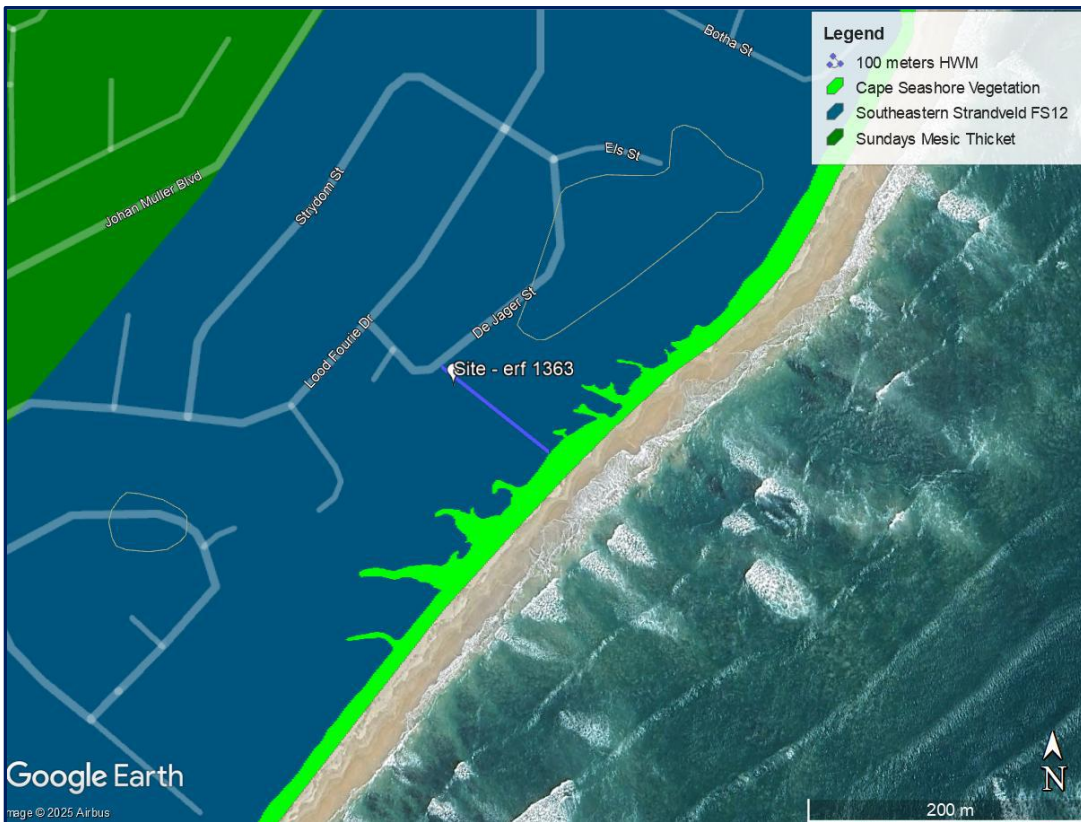 Legend
100 meters HWM
Cape Seashore Vegetation
Southeastern Strandveld FS12
Sundays Mesic Thicket
Botha St
Els St
Strydom St
Johan Muller Blvd
De Jager St
Lood Fourie Dr
Site - erf 1363
Google Earth
mage © 2025 Airbus
N
200 m